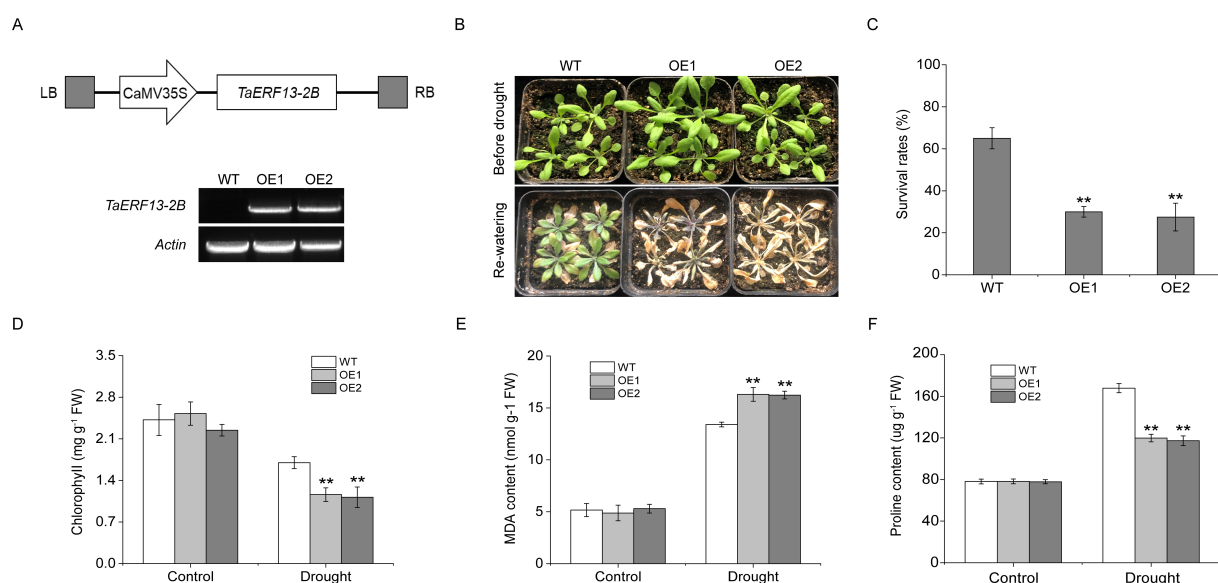 A
LB
CaMV35S
TaERF13-2B
RB
WT OE1 OE2
TaERF13-2B
Actin
B
WT OE1 OE2
Before drought
Re-watering
C
Survival rates (%)
100
80
60
40
20
0
**
**
WT OE1 OE2
D
Chlorophyll (mg g-1 FW)
3.5
2.8
2.1
1.4
0.7
0.0
WT
OE1
OE2
** **
Control Drought
E
MDA content (nmol g-1 FW)
20
15
10
5
0
WT
OE1
OE2
** **
Control Drought
F
Proline content (ug g-1 FW)
200
160
120
80
40
0
WT
OE1
OE2
** **
Control Drought